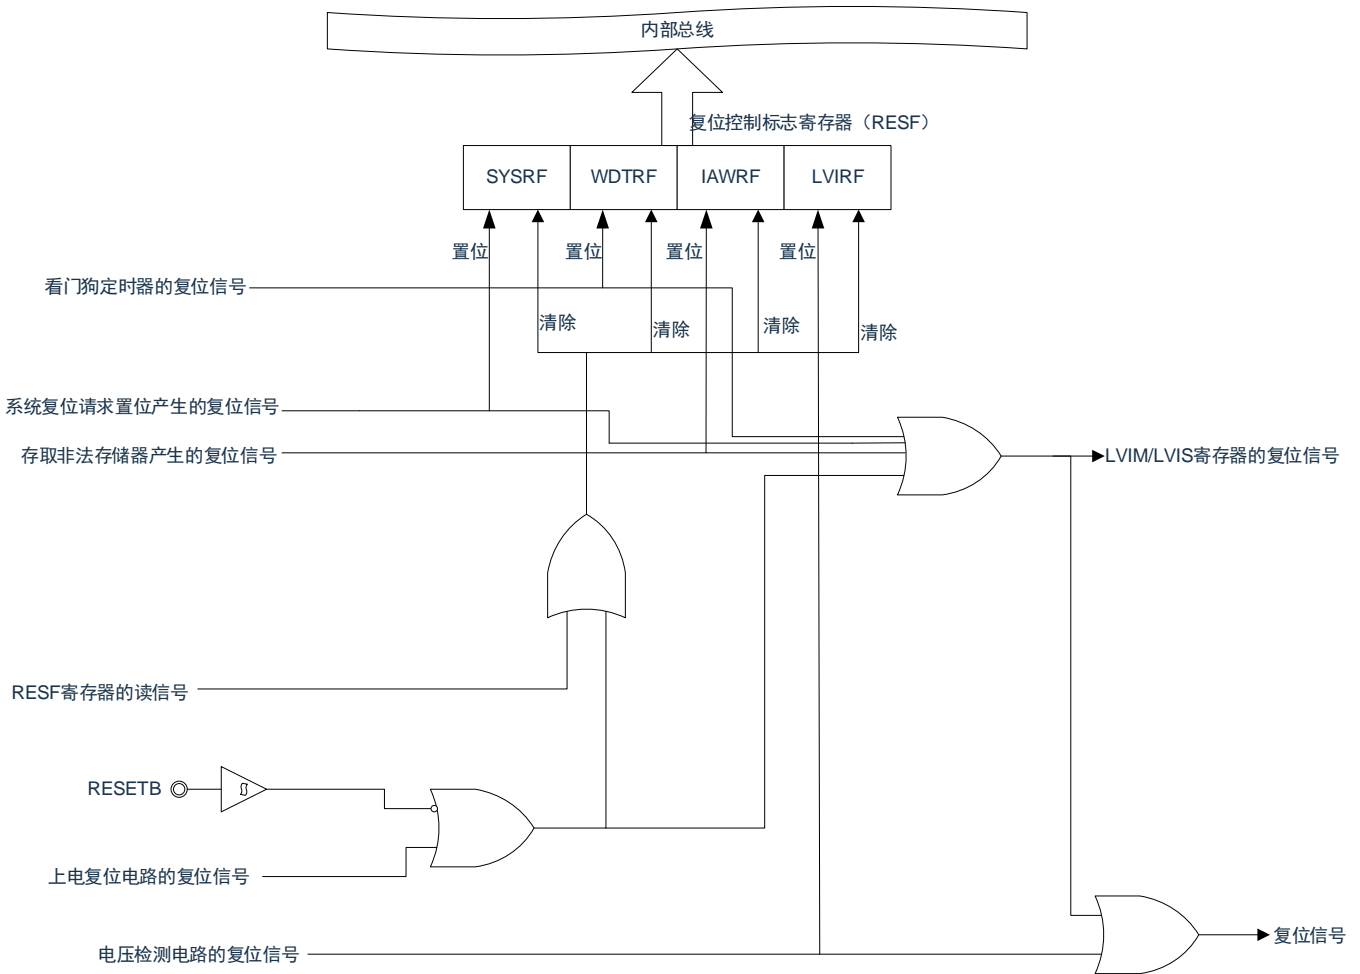 内部总线
复位控制标志寄存器（RESF）
SYSRF
WDTRF
IAWRF
LVIRF
置位
置位
置位
置位
看门狗定时器的复位信号
清除
清除
清除
清除
系统复位请求置位产生的复位信号
存取非法存储器产生的复位信号
LVIM/LVIS寄存器的复位信号
RESF寄存器的读信号
RESETB
上电复位电路的复位信号
复位信号
电压检测电路的复位信号